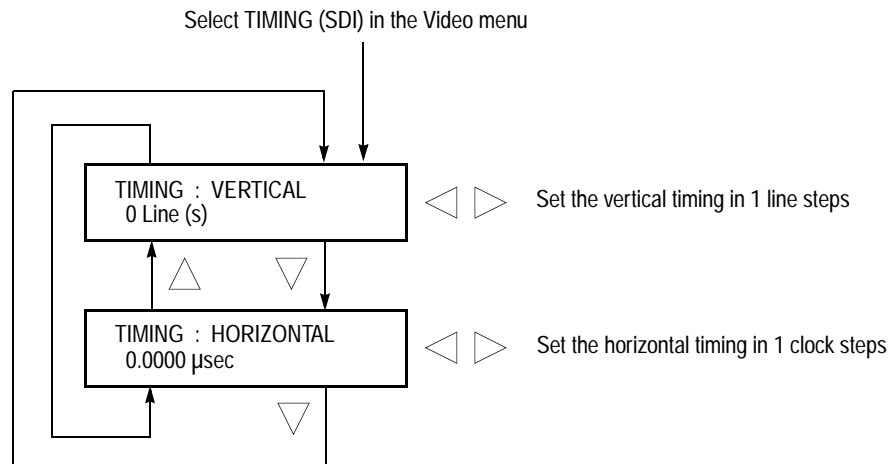 Select TIMING (SDI) in the Video menu
TIMING : VERTICAL
0 Line (s)
Set the vertical timing in 1 line steps
TIMING : HORIZONTAL
0.0000 µsec
Set the horizontal timing in 1 clock steps